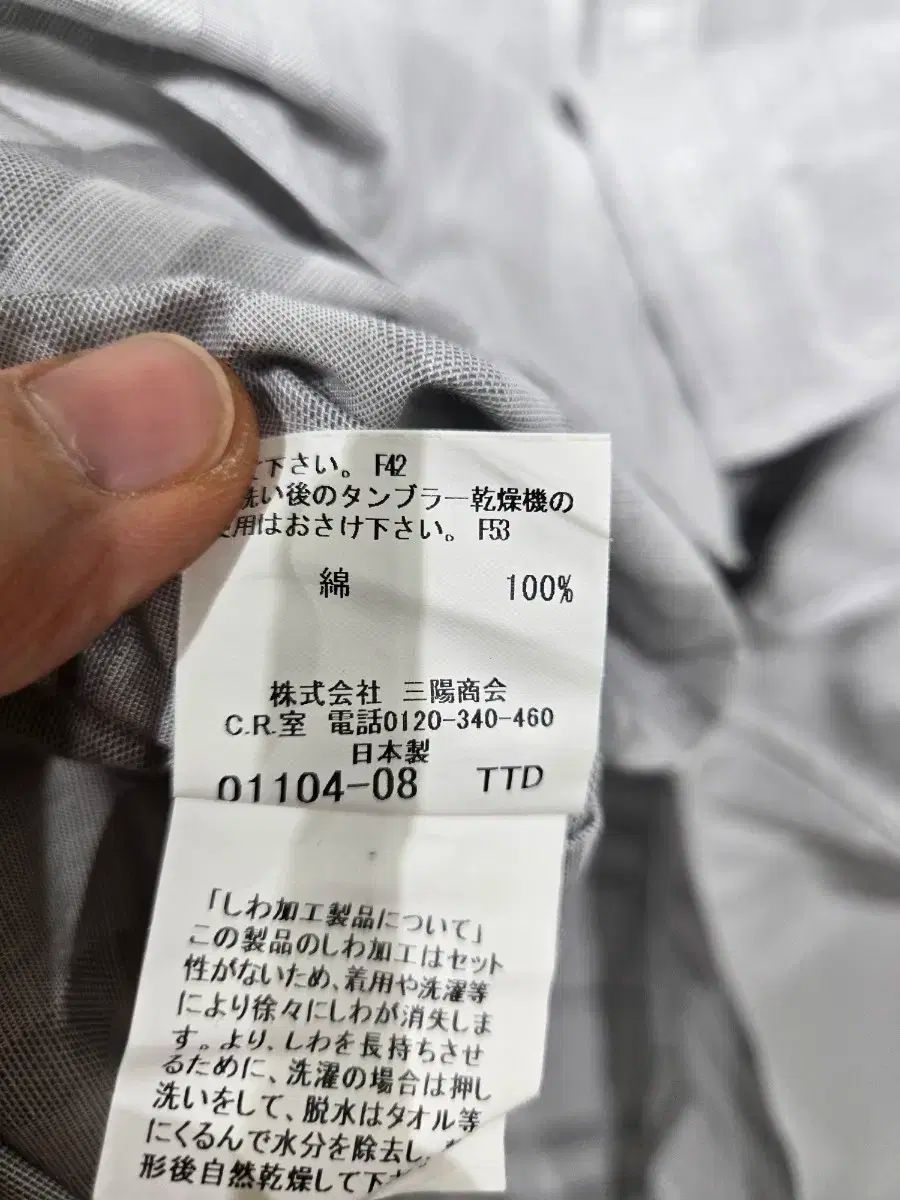 て下さい。 F42
洗い後のタンブラー乾燥機の
使用はおさけ下さい。 F53
綿 100%
株式会社 三陽商会
C.R.室 電話0120-340-460
日本製
01104-08 TTD
「しわ加工製品について」
この製品のしわ加工はセット
性がないため、着用や洗濯等
により徐々にしわが消失しま
す。より、しわを長持ちさせ
るために、洗濯の場合は押し
洗いをして、脱水はタオル等
にくるんで水分を除去し、
形後自然乾燥して下